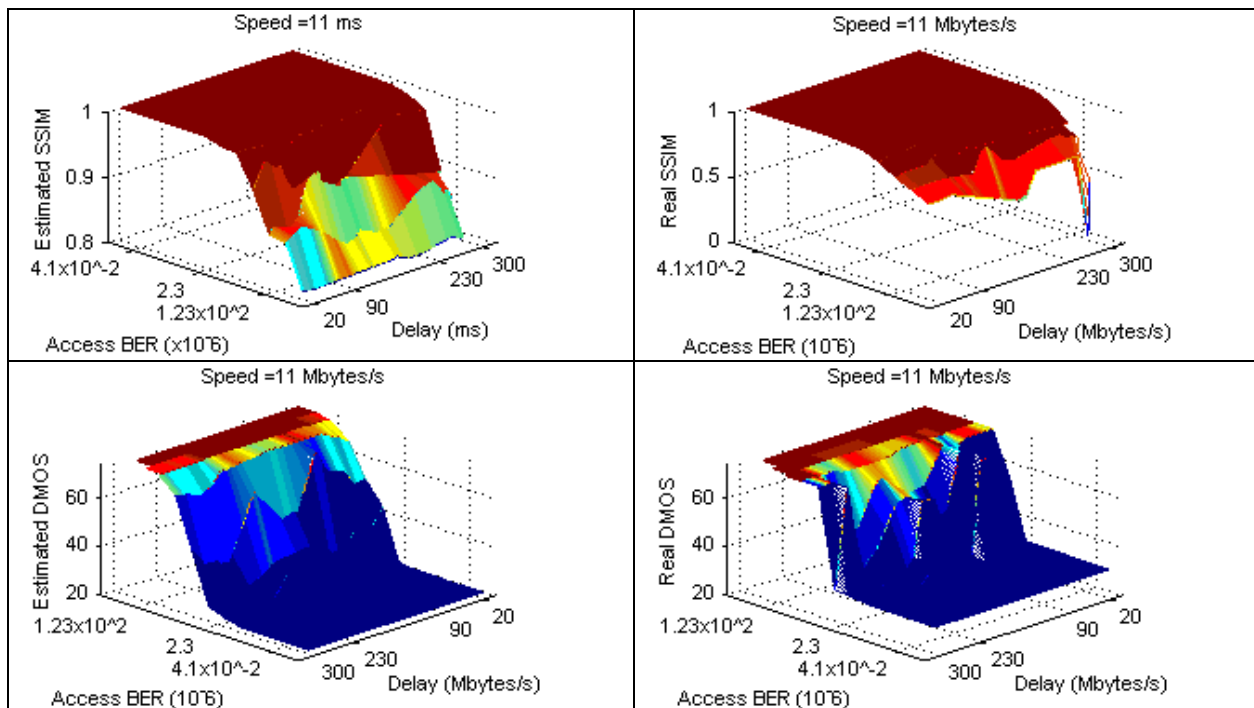 Speed =11 ms
Estimated SSIM
1
0.9
0.8
4.1x10^-2
2.3
1.23x10^2
20
90
230
300
Delay (ms)
Access BER (x10˜6)
Speed =11 Mbytes/s
Real SSIM
1
0.5
0
4.1x10^-2
2.3
1.23x10^2
20
90
230
300
Delay (Mbytes/s)
Access BER (10˜6)
Speed =11 Mbytes/s
Estimated DMOS
60
40
20
1.23x10^2
2.3
4.1x10^-2
300
230
90
20
Delay (Mbytes/s)
Access BER (10˜6)
Speed =11 Mbytes/s
Real DMOS
60
40
20
1.23x10^2
2.3
4.1x10^-2
300
230
90
20
Delay (Mbytes/s)
Access BER (10˜6)